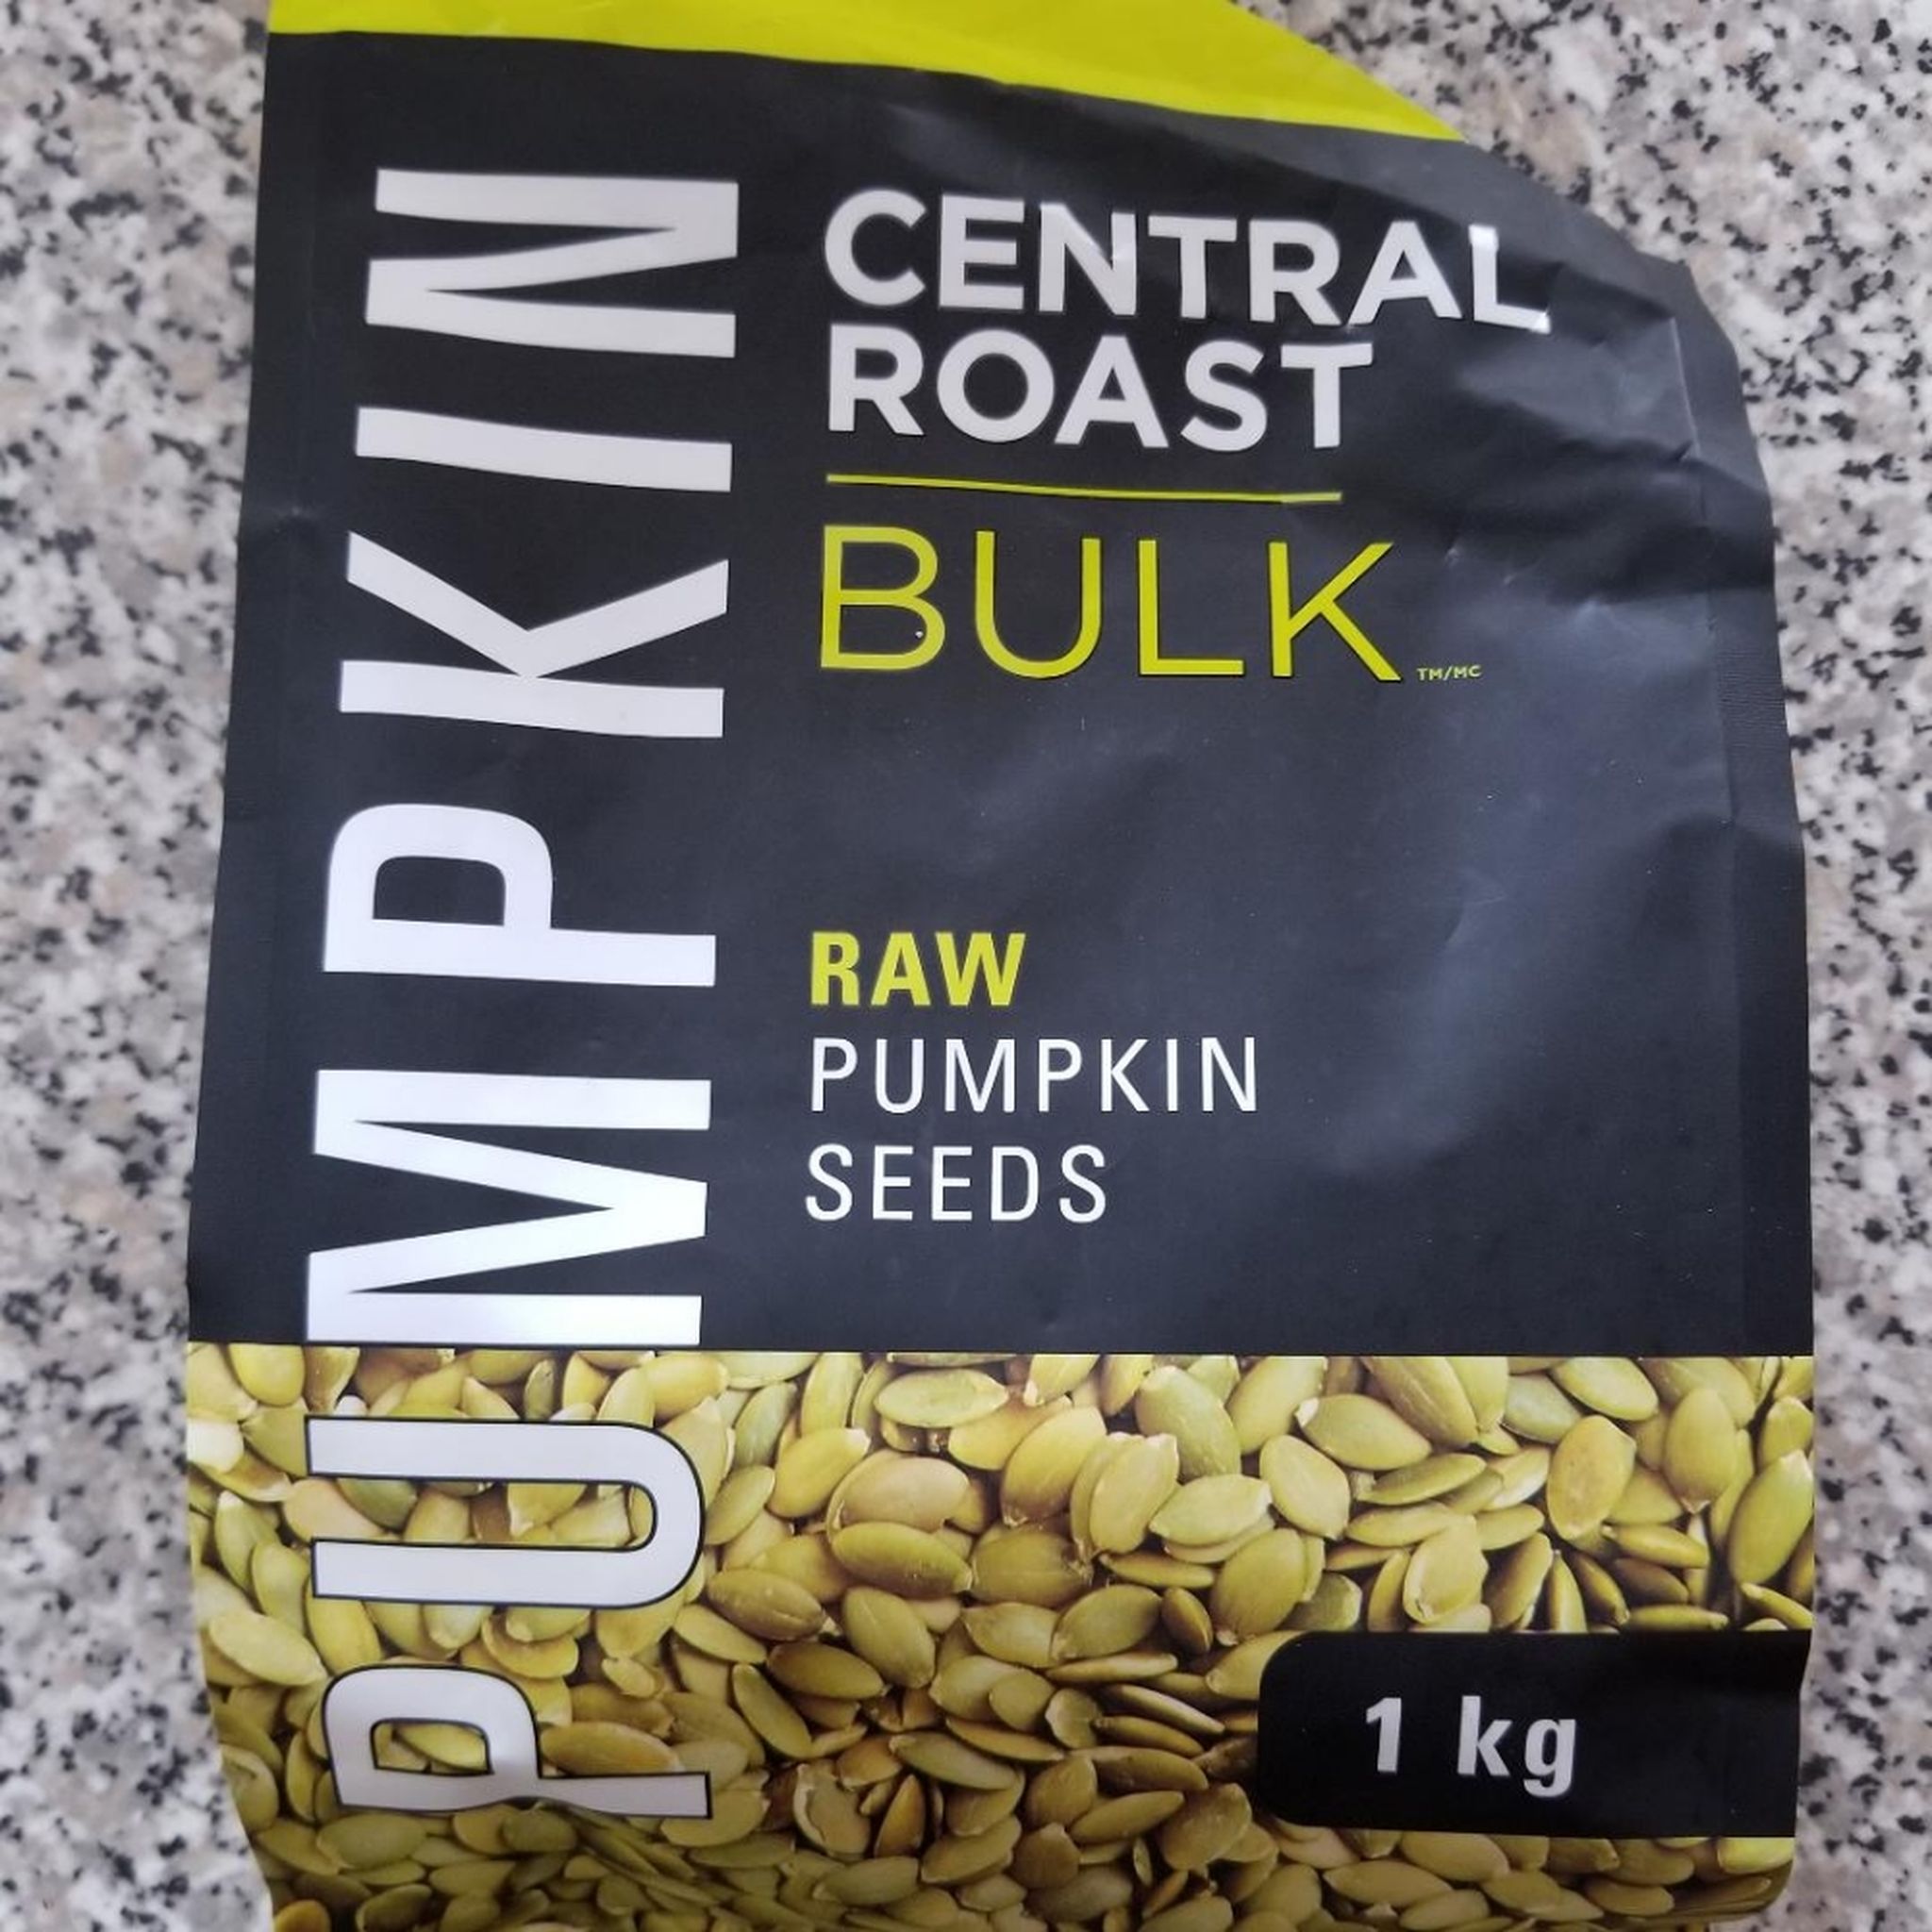 PUMPKIN
CENTRAL
ROAST
BULK TM/MC
RAW
PUMPKIN
SEEDS
1 kg